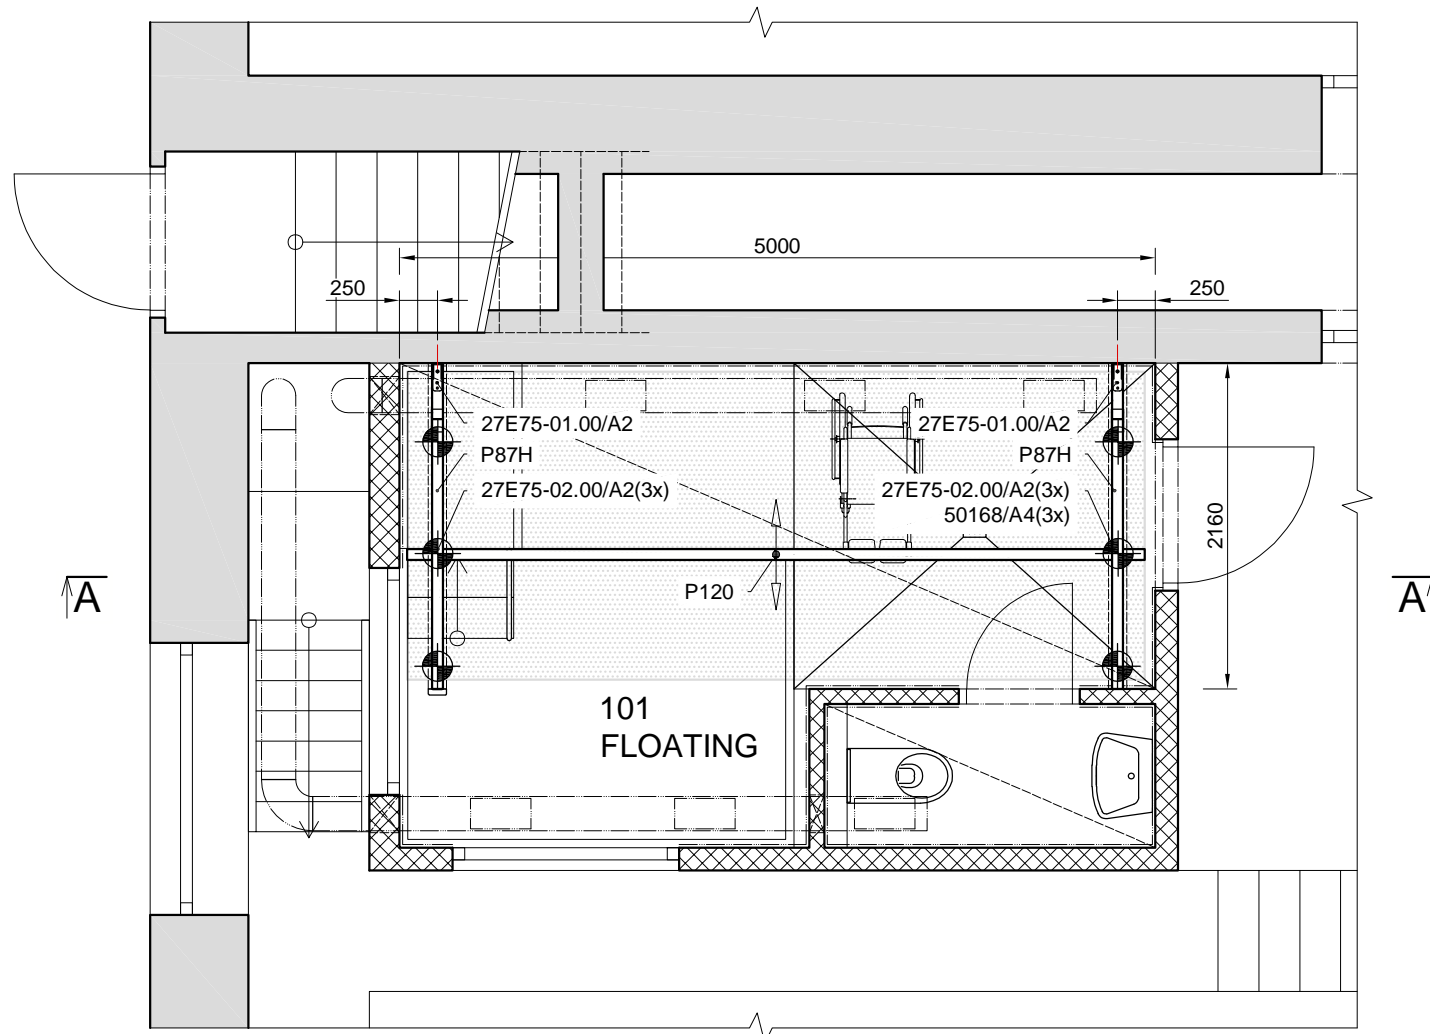 5000
250
250
27E75-01.00/A2
P87H
27E75-02.00/A2(3x)
27E75-01.00/A2
P87H
27E75-02.00/A2(3x)
50168/A4(3x)
2160
P120
A
A
101
FLOATING